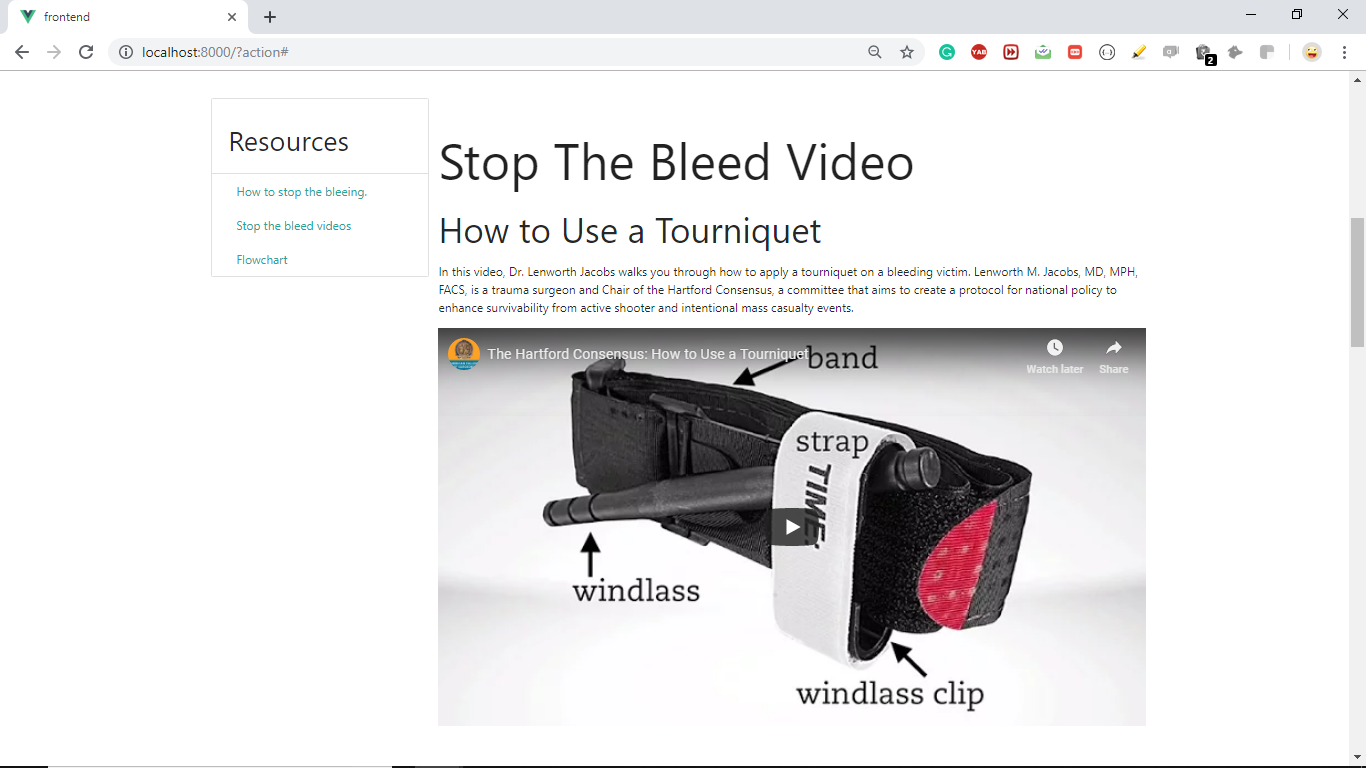 frontend
localhost:8000/?action#
YAB
2
Resources
How to stop the bleeing.
Stop the bleed videos
Flowchart
Stop The Bleed Video
How to Use a Tourniquet
In this video, Dr. Lenworth Jacobs walks you through how to apply a tourniquet on a bleeding victim. Lenworth M. Jacobs, MD, MPH,
FACS, is a trauma surgeon and Chair of the Hartford Consensus, a committee that aims to create a protocol for national policy to
enhance survivability from active shooter and intentional mass casualty events.
The Hartford Consensus: How to Use a Tourniquet
Watch later
Share
band
strap
TIME:
windlass
windlass clip